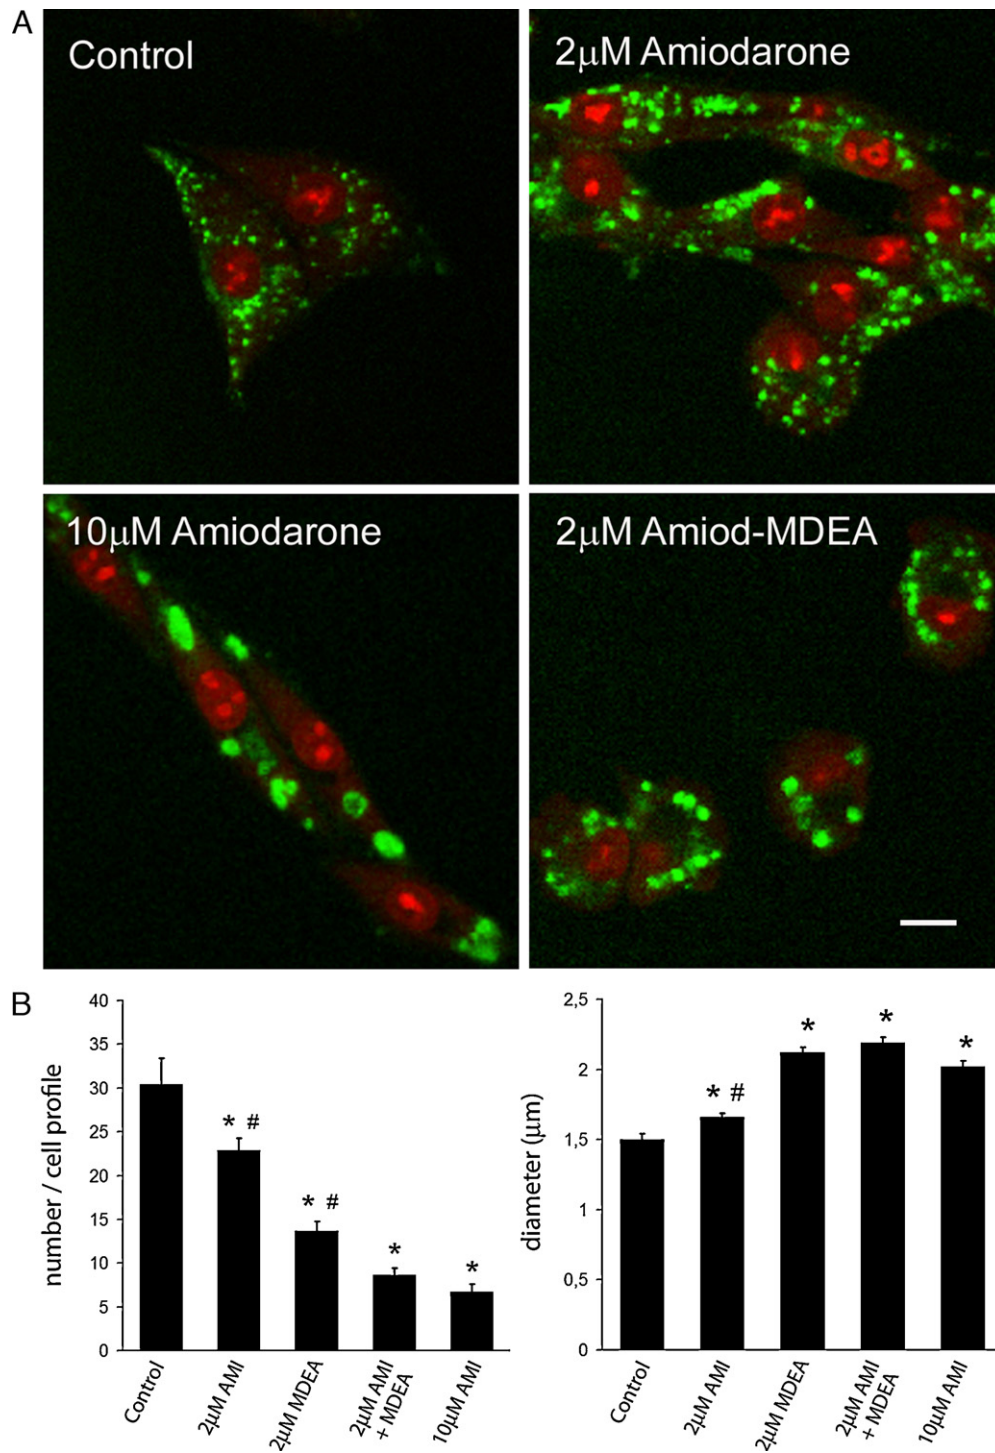 A
Control
2μM Amiodarone
10μM Amiodarone
2μM Amiod-MDEA
B
number / cell profile
40
35
30
25
20
15
10
5
0
* #
* #
*
*
Control
2μM AMI
2μM MDEA
2μM AMI
+ MDEA
10μM AMI
diameter (μm)
2,5
2
1,5
1
0,5
0
* #
*
*
*
Control
2μM AMI
2μM MDEA
2μM AMI
+ MDEA
10μM AMI